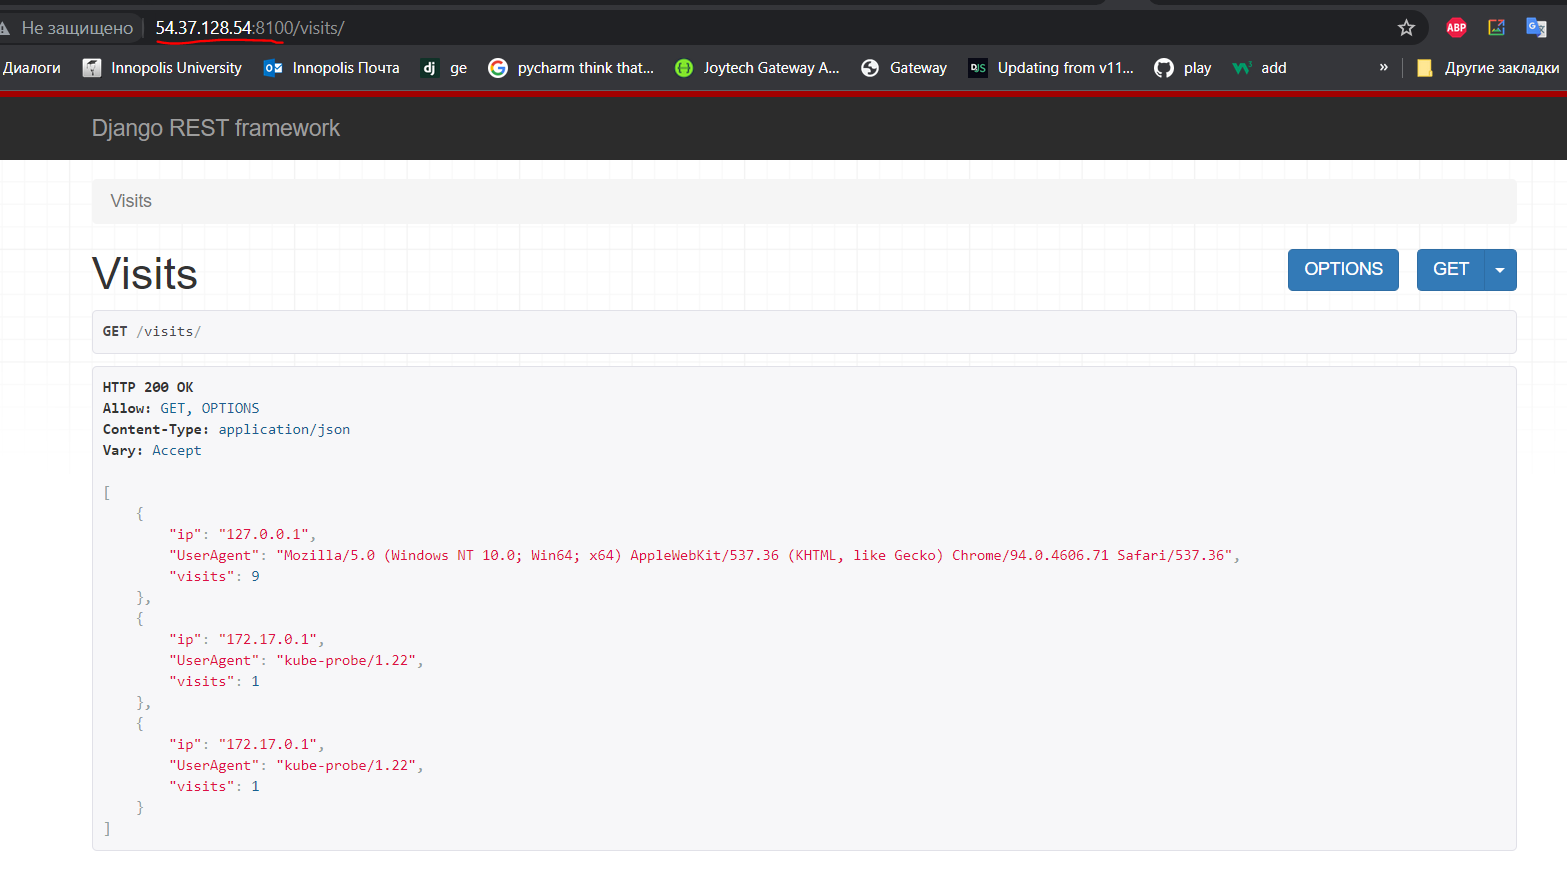 Не защищено 54.37.128.54:8100/visits/ ABP
Диалоги Innopolis University Innopolis Почта dj ge pycharm think that... Joytech Gateway A... Gateway DJS Updating from v11... play add » Другие закладки
Django REST framework
Visits
Visits OPTIONS GET
GET /visits/
HTTP 200 OK
Allow: GET, OPTIONS
Content-Type: application/json
Vary: Accept
[
{
"ip": "127.0.0.1",
"UserAgent": "Mozilla/5.0 (Windows NT 10.0; Win64; x64) AppleWebKit/537.36 (KHTML, like Gecko) Chrome/94.0.4606.71 Safari/537.36",
"visits": 9
},
{
"ip": "172.17.0.1",
"UserAgent": "kube-probe/1.22",
"visits": 1
},
{
"ip": "172.17.0.1",
"UserAgent": "kube-probe/1.22",
"visits": 1
}
]